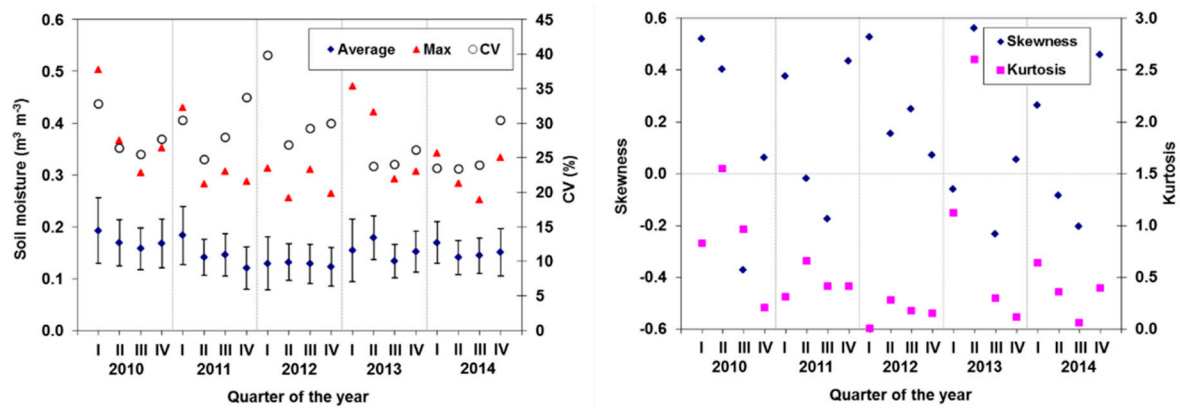 0.6
0.5
0.4
0.3
0.2
0.1
0.0
Soil moisture (m³ m⁻³)
Average Max CV
45
40
35
30
25
20
15
10
5
0
CV (%)
I II III IV I II III IV I II III IV I II III IV I II III IV
2010 2011 2012 2013 2014
Quarter of the year
0.6
0.4
0.2
0.0
-0.2
-0.4
-0.6
Skewness
Skewness
Kurtosis
3.0
2.5
2.0
1.5
1.0
0.5
0.0
Kurtosis
I II III IV I II III IV I II III IV I II III IV I II III IV
2010 2011 2012 2013 2014
Quarter of the year